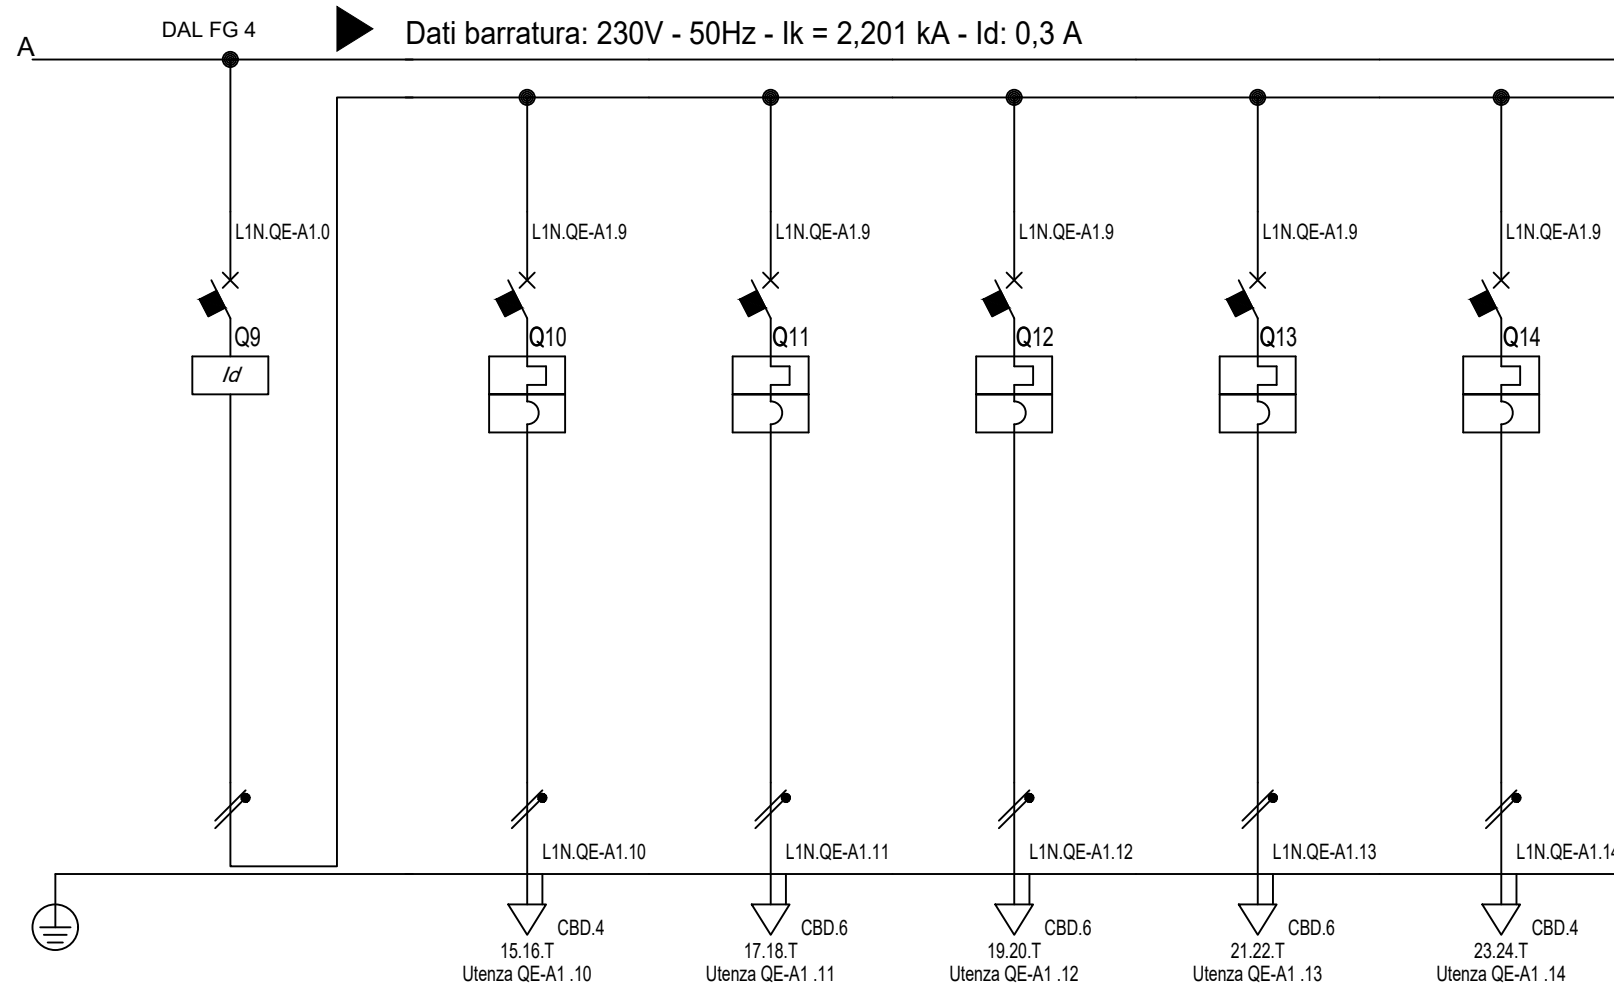 DAL FG 4
Dati barratura: 230V - 50Hz - Ik = 2,201 kA - Id: 0,3 A
A
L1N.QE-A1.0
L1N.QE-A1.9
L1N.QE-A1.9
L1N.QE-A1.9
L1N.QE-A1.9
L1N.QE-A1.9
Q9
Q10
Q11
Q12
Q13
Q14
Id
L1N.QE-A1.10
L1N.QE-A1.11
L1N.QE-A1.12
L1N.QE-A1.13
L1N.QE-A1.14
CBD.4
CBD.6
CBD.6
CBD.6
CBD.4
15.16.T
17.18.T
19.20.T
21.22.T
23.24.T
Utenza QE-A1 .10
Utenza QE-A1 .11
Utenza QE-A1 .12
Utenza QE-A1 .13
Utenza QE-A1 .14